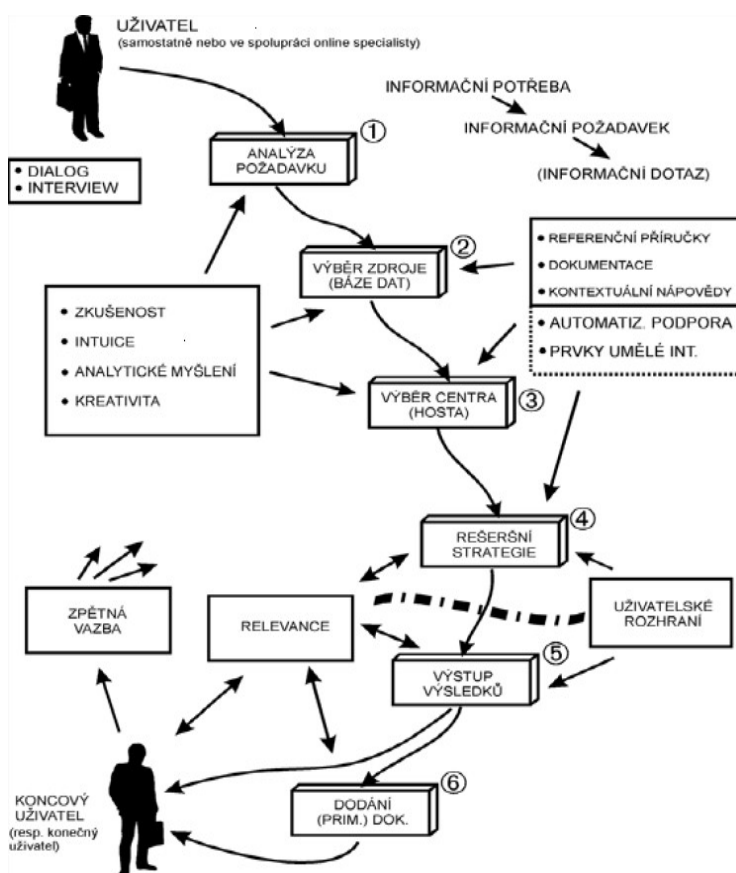 UŽIVATEL
(samostatně nebo ve spolupráci online specialisty)
INFORMAČNÍ POTŘEBA
INFORMAČNÍ POŽADAVEK
(INFORMAČNÍ DOTAZ)
①
ANALÝZA
POŽADAVKU
• DIALOG
• INTERVIEW
②
VÝBĚR ZDROJE
(BÁZE DAT)
• REFERENČNÍ PŘÍRUČKY
• DOKUMENTACE
• KONTEXTUÁLNÍ NÁPOVĚDY
• AUTOMATIZ. PODPORA
• PRVKY UMĚLÉ INT.
• ZKUŠENOST
• INTUICE
• ANALYTICKÉ MYŠLENÍ
• KREATIVITA
③
VÝBĚR CENTRA
(HOSTA)
④
REŠERŠNÍ
STRATEGIE
ZPĚTNÁ
VAZBA
RELEVANCE
UŽIVATELSKÉ
ROZHRANÍ
⑤
VÝSTUP
VÝSLEDKŮ
⑥
DODÁNÍ
(PRIM.) DOK.
KONCOVÝ
UŽIVATEL
(resp. konečný
uživatel)